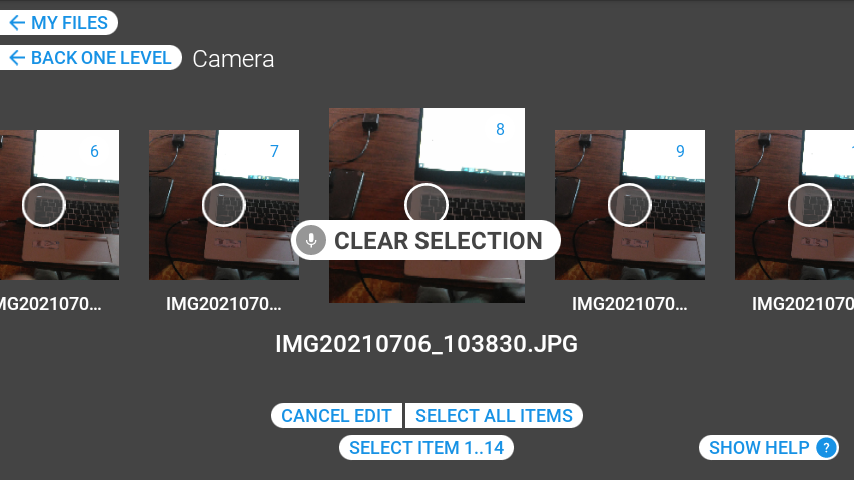 MY FILES
BACK ONE LEVEL
Camera
6
7
8
9
CLEAR SELECTION
IMG2021070...
IMG2021070...
IMG2021070...
IMG20210706_103830.JPG
CANCEL EDIT
SELECT ALL ITEMS
SELECT ITEM 1..14
SHOW HELP ?